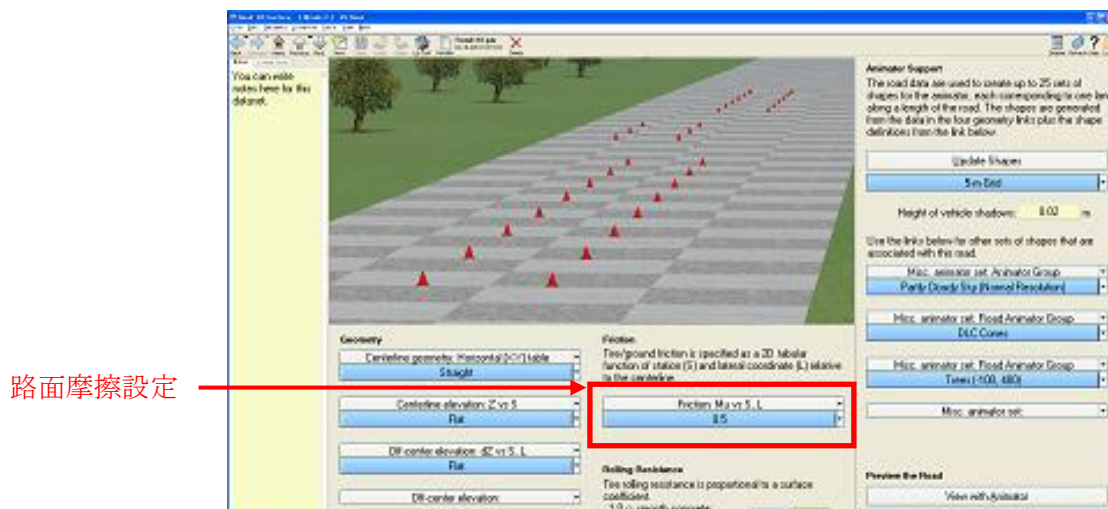 You can write
notes here for this
dataset.
Animator Support
The road data are used to create up to 25 sets of
shapes for the animator, each corresponding to one lane
along a length of the road. The shapes are generated
from the data in the four geometry links plus the shape
definitions from the link below.
Update Shapes
5 m Grid
Height of vehicle shadows: 0.02 m
Use the links below for other sets of shapes that are
associated with this road.
Misc. animator set: Animator Group
Partly Cloudy Sky (Normal Resolution)
Misc. animator set: Road Animator Group
DLC Cones
Misc. animator set: Road Animator Group
Trees (-100, 400)
Misc. animator set:
Preview the Road
View with Animator
Geometry
Centerline geometry: Horizontal (X-Y) table
Straight
Centerline elevation: Z vs S
Flat
Off-center elevation: dZ vs S, L
Flat
Off-center elevation:
Friction
Tire/ground friction is specified as a 2D tabular
function of station (S) and lateral coordinate (L) relative
to the centerline.
Friction: Mu vs S, L
0.5
Rolling Resistance
Tire rolling resistance is proportional to a surface
coefficient.
路面摩擦設定